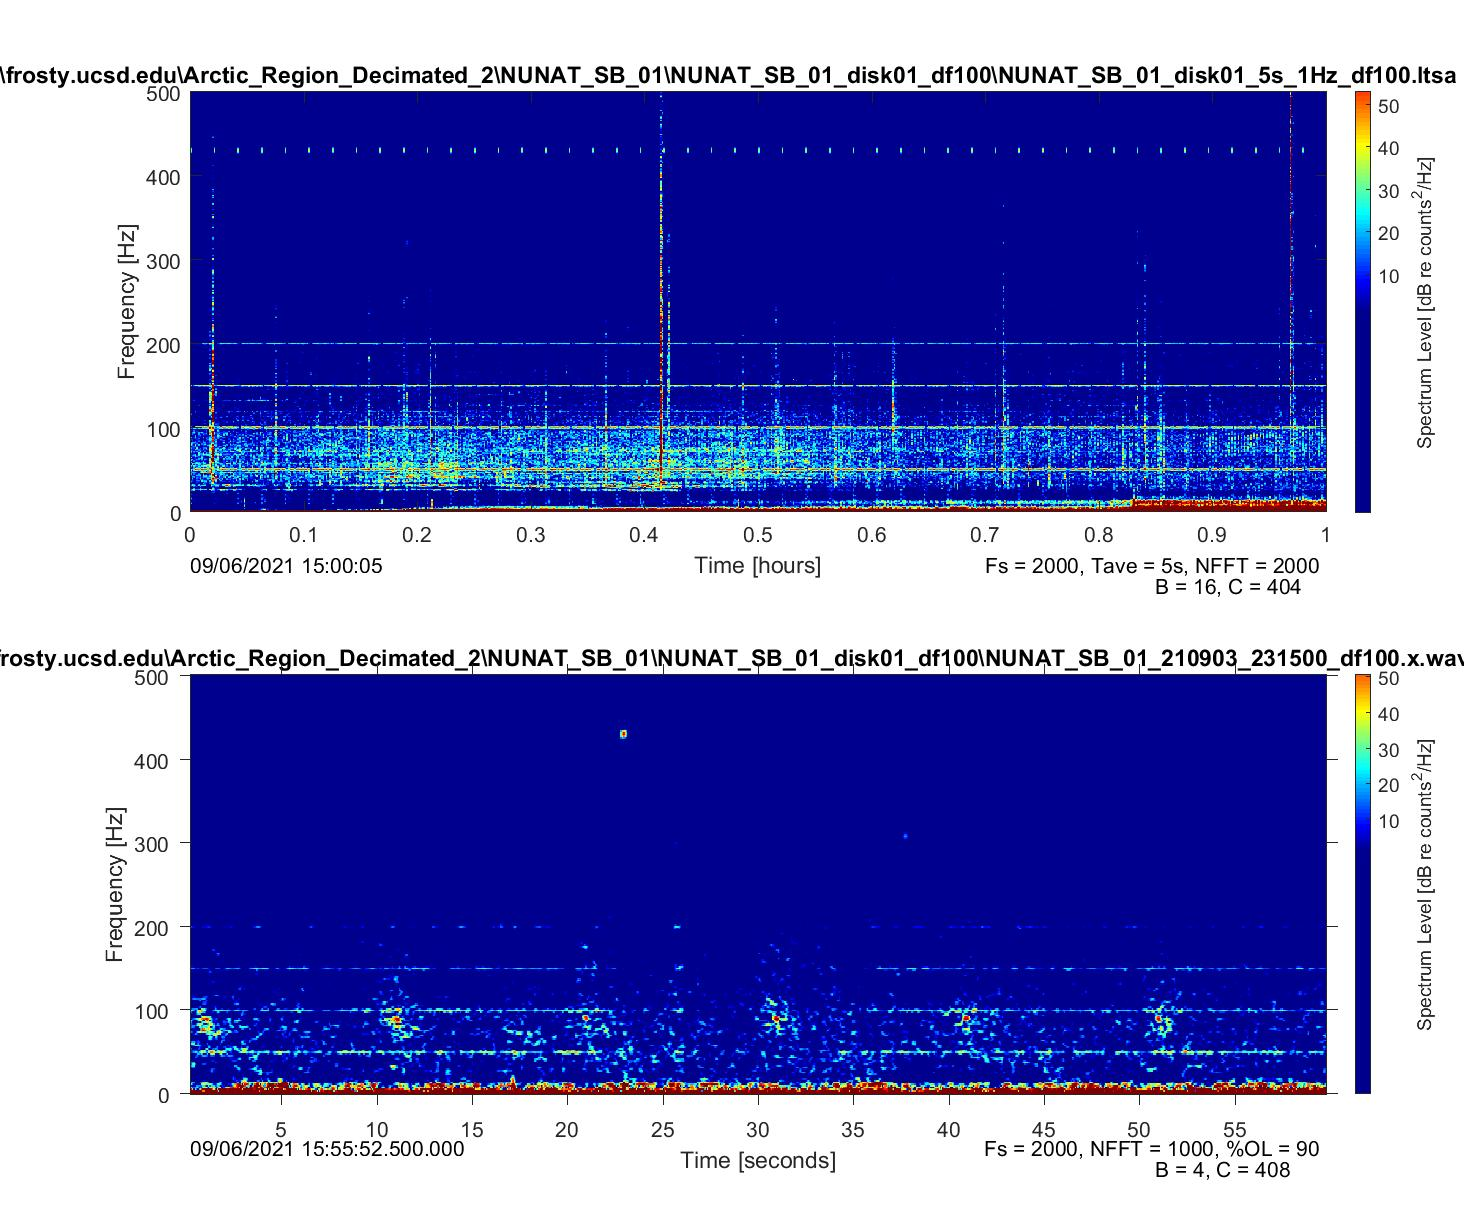 \frosty.ucsd.edu\Arctic_Region_Decimated_2\NUNAT_SB_01\NUNAT_SB_01_disk01_df100\NUNAT_SB_01_disk01_5s_1Hz_df100.ltsa
500
400
300
200
100
0
Frequency [Hz]
0 0.1 0.2 0.3 0.4 0.5 0.6 0.7 0.8 0.9 1
Time [hours]
09/06/2021 15:00:05
Fs = 2000, Tave = 5s, NFFT = 2000
B = 16, C = 404
50
40
30
20
10
Spectrum Level [dB re counts²/Hz]
frosty.ucsd.edu\Arctic_Region_Decimated_2\NUNAT_SB_01\NUNAT_SB_01_disk01_df100\NUNAT_SB_01_210903_231500_df100.x.wav
500
400
300
200
100
0
Frequency [Hz]
5 10 15 20 25 30 35 40 45 50 55
Time [seconds]
09/06/2021 15:55:52.500.000
Fs = 2000, NFFT = 1000, %OL = 90
B = 4, C = 408
50
40
30
20
10
Spectrum Level [dB re counts²/Hz]